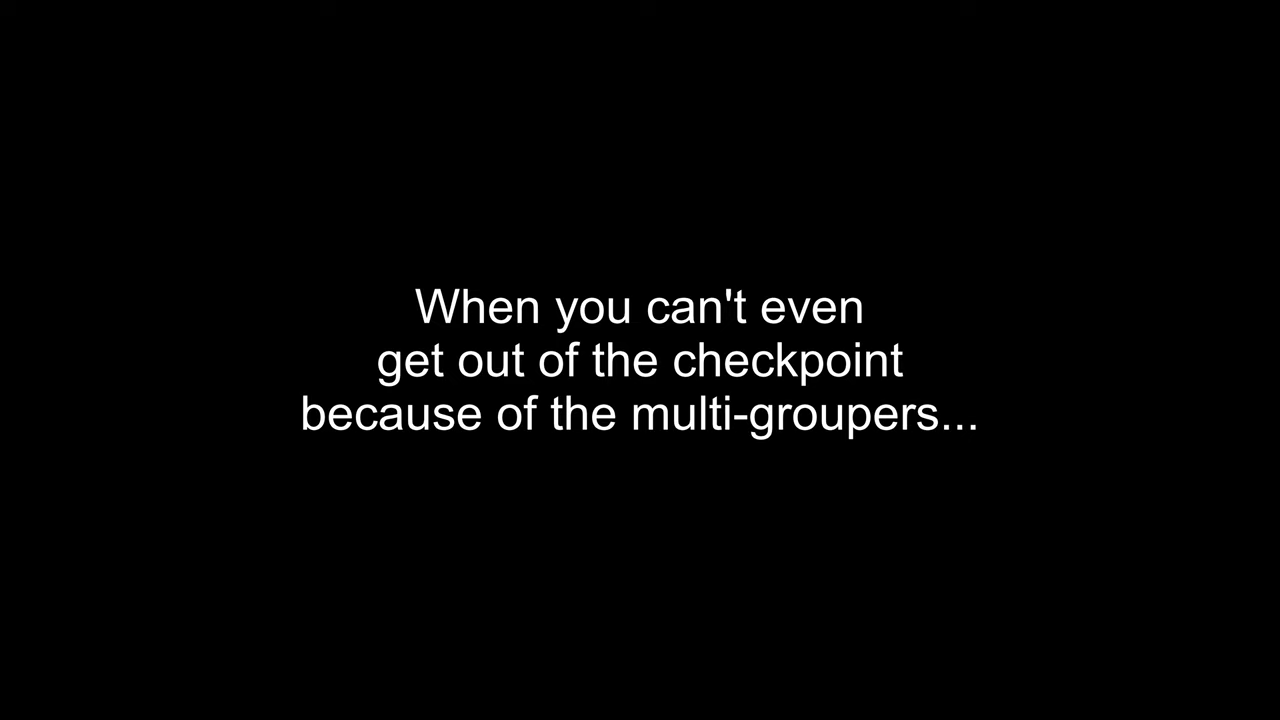 When you can't even
get out of the checkpoint
because of the multi-groupers...